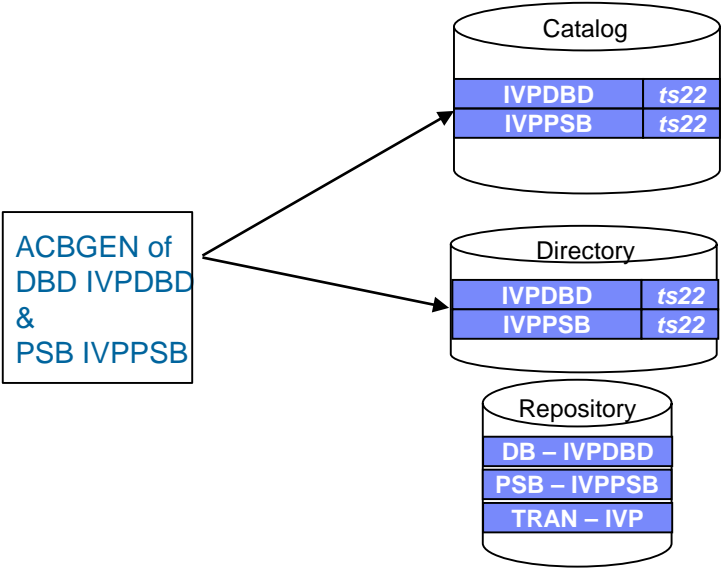 Catalog
IVPDBD ts22
IVPPSB ts22
ACBGEN of
DBD IVPDBD
&
PSB IVPPSB
Directory
IVPDBD ts22
IVPPSB ts22
Repository
DB – IVPDBD
PSB – IVPPSB
TRAN – IVP